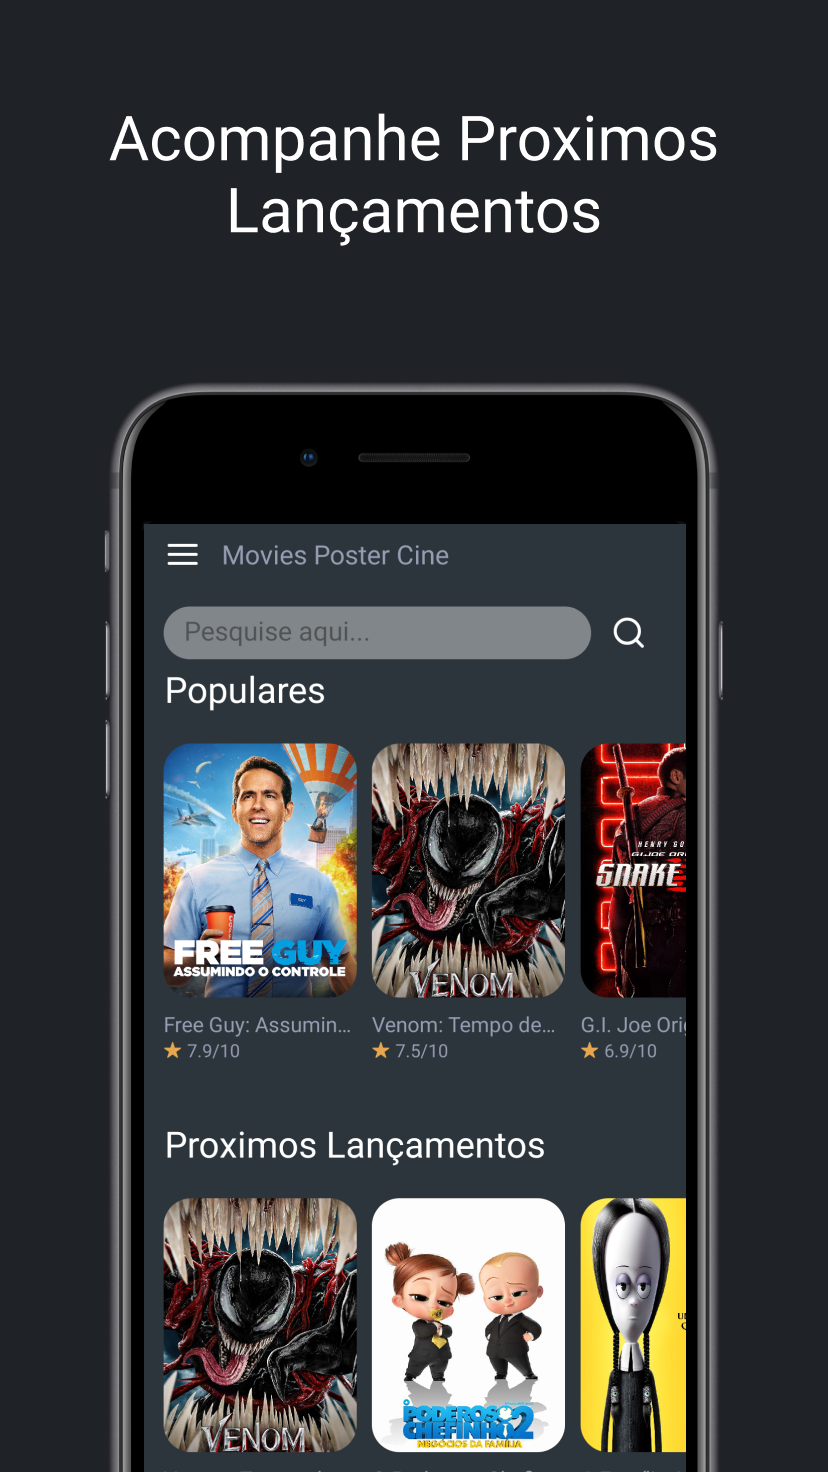 Acompanhe Proximos
Lançamentos
Movies Poster Cine
Pesquise aqui...
Populares
GUY
FREE GUY
ASSUMINDO O CONTROLE
VENOM
HENRY GO
G.I. JOE ORI
SNAKE
Free Guy: Assumin...
Venom: Tempo de...
G.I. Joe Orig
7.9/10
7.5/10
6.9/10
Proximos Lançamentos
VENOM
O
PODEROSO
CHEFINHO 2
NEGÓCIOS DA FAMÍLIA